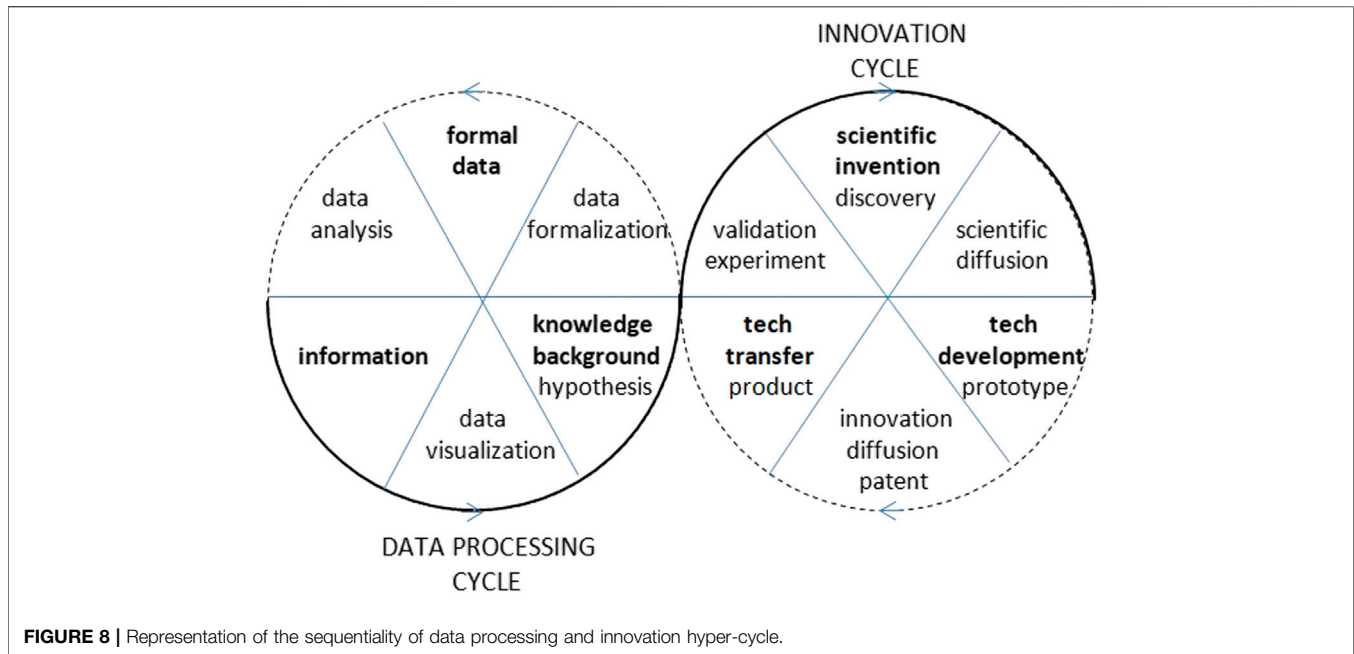 INNOVATION
CYCLE
formal
data
data
analysis
data
formalization
information
knowledge
background
hypothesis
data
visualization
DATA PROCESSING
CYCLE
scientific
invention
discovery
validation
experiment
scientific
diffusion
tech
transfer
product
tech
development
prototype
innovation
diffusion
patent
FIGURE 8 | Representation of the sequentiality of data processing and innovation hyper-cycle.